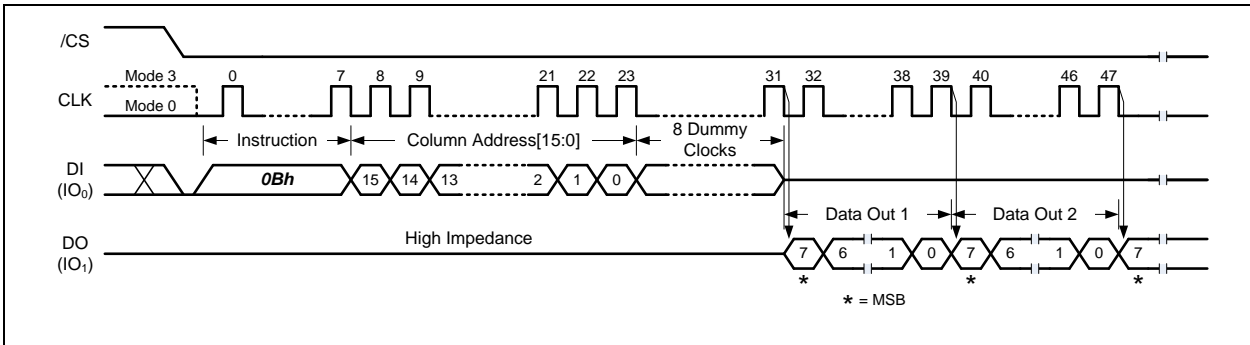 /CS
Mode 3 0 7 8 9 21 22 23 31 32 38 39 40 46 47
CLK
Mode 0
Instruction Column Address[15:0] 8 Dummy
Clocks
DI
(IO₀)
0Bh 15 14 13 2 1 0
Data Out 1 Data Out 2
DO
(IO₁)
High Impedance
7 6 1 0 7 6 1 0 7
* * *
* = MSB